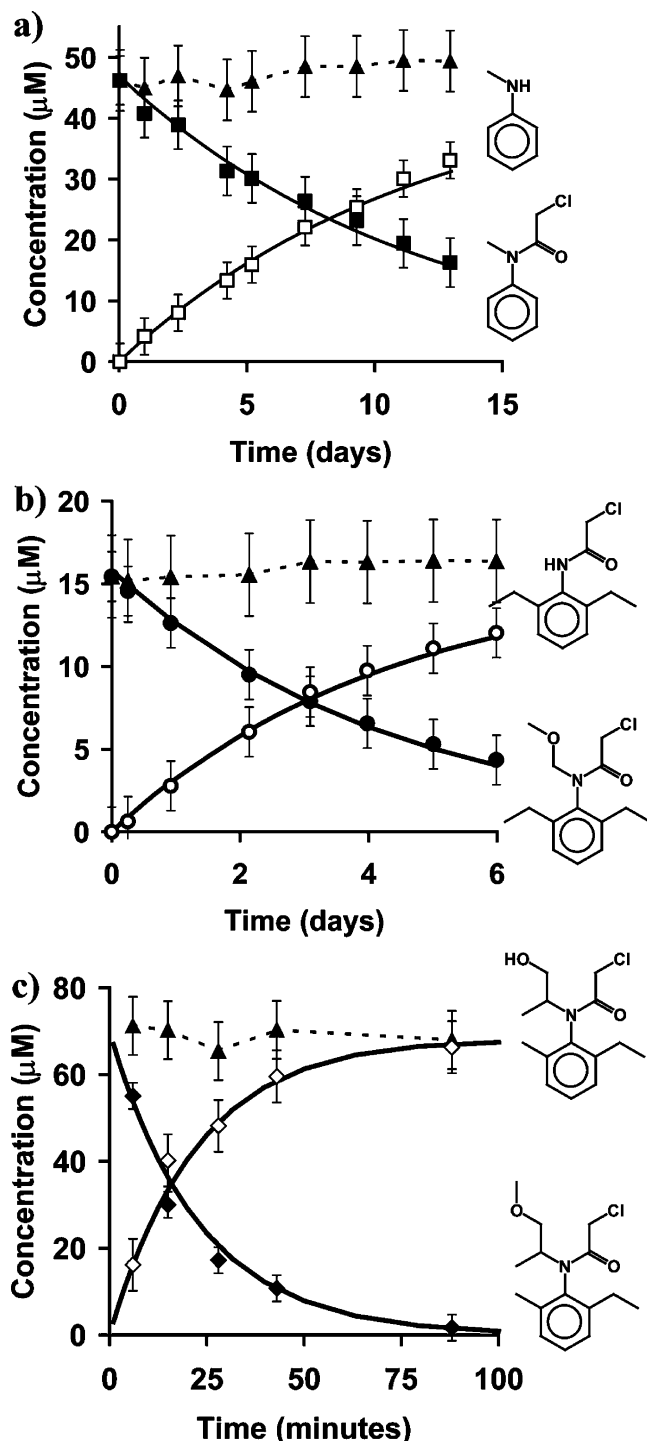 a)
Concentration (μM)
50
40
30
20
10
0
0 5 10 15
Time (days)
NH
Cl
N
O
b)
Concentration (μM)
20
15
10
5
0
0 2 4 6
Time (days)
Cl
HN
O
O
Cl
N
O
c)
Concentration (μM)
80
60
40
20
0
0 25 50 75 100
Time (minutes)
HO
Cl
N
O
O
Cl
N
O